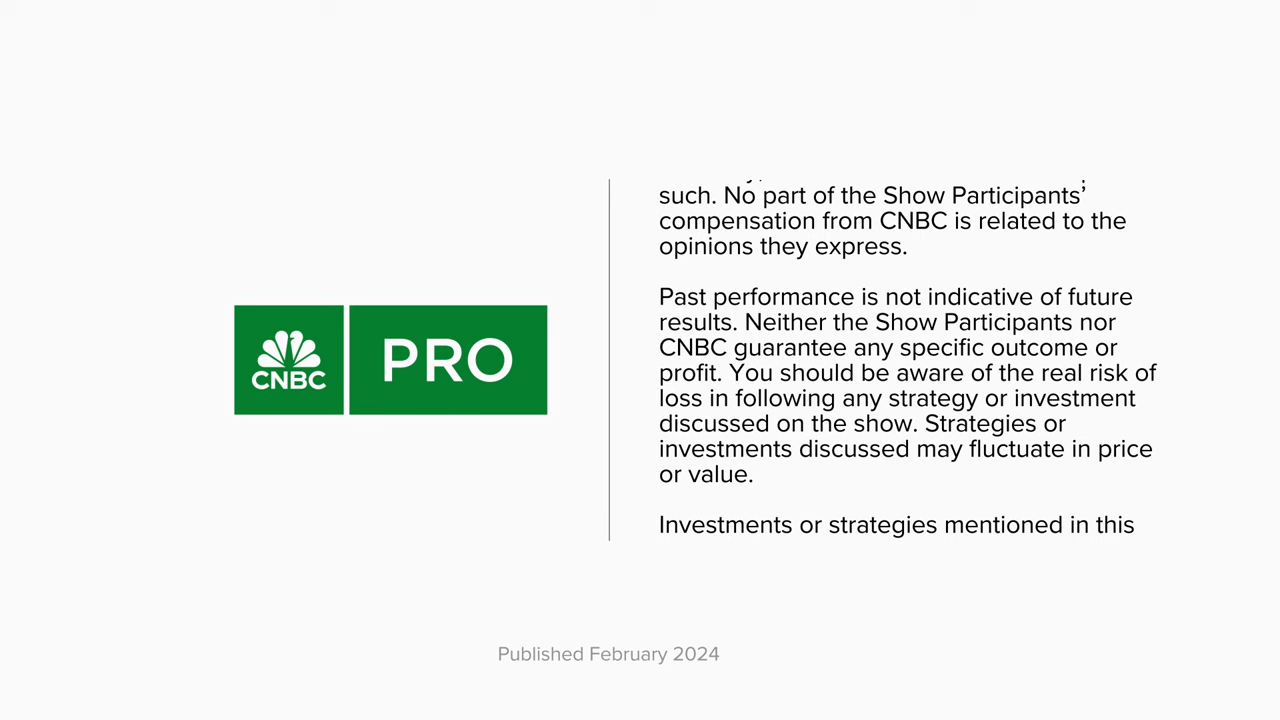 CNBC
PRO
such. No part of the Show Participants'
compensation from CNBC is related to the
opinions they express.
Past performance is not indicative of future
results. Neither the Show Participants nor
CNBC guarantee any specific outcome or
profit. You should be aware of the real risk of
loss in following any strategy or investment
discussed on the show. Strategies or
investments discussed may fluctuate in price
or value.
Investments or strategies mentioned in this
Published February 2024